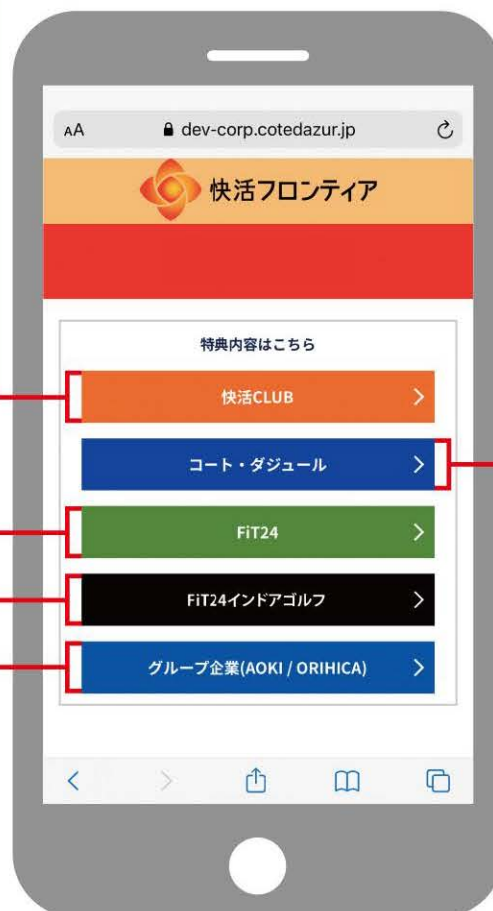 AA dev-corp.cotedazur.jp
快活フロンティア
特典内容はこちら
快活CLUB
コート・ダジュール
FiT24
FiT24インドアゴルフ
グループ企業(AOKI / ORIHICA)